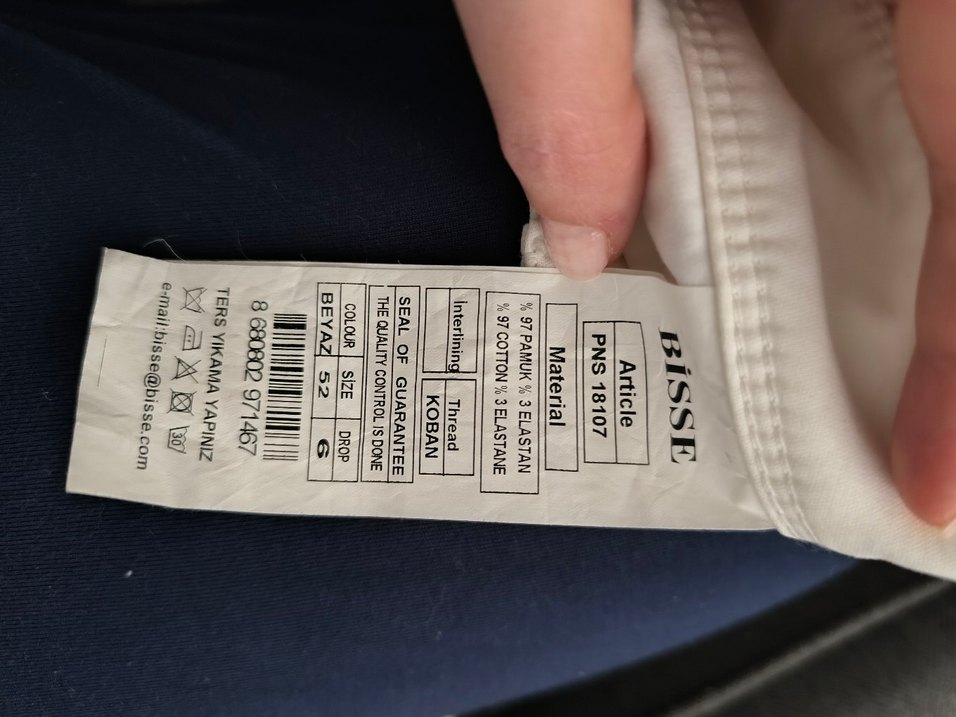 BİSSE
Article
PNS 18107
Material
% 97 PAMUK % 3 ELASTAN
% 97 COTTON % 3 ELASTANE
Interlining
Thread
KOBAN
SEAL OF GUARANTEE
THE QUALITY CONTROL IS DONE
COLOUR SIZE DROP
BEYAZ 52 6
8 680802 971467
TERS YIKAMA YAPINIZ
30
e-mail:bisse@bisse.com